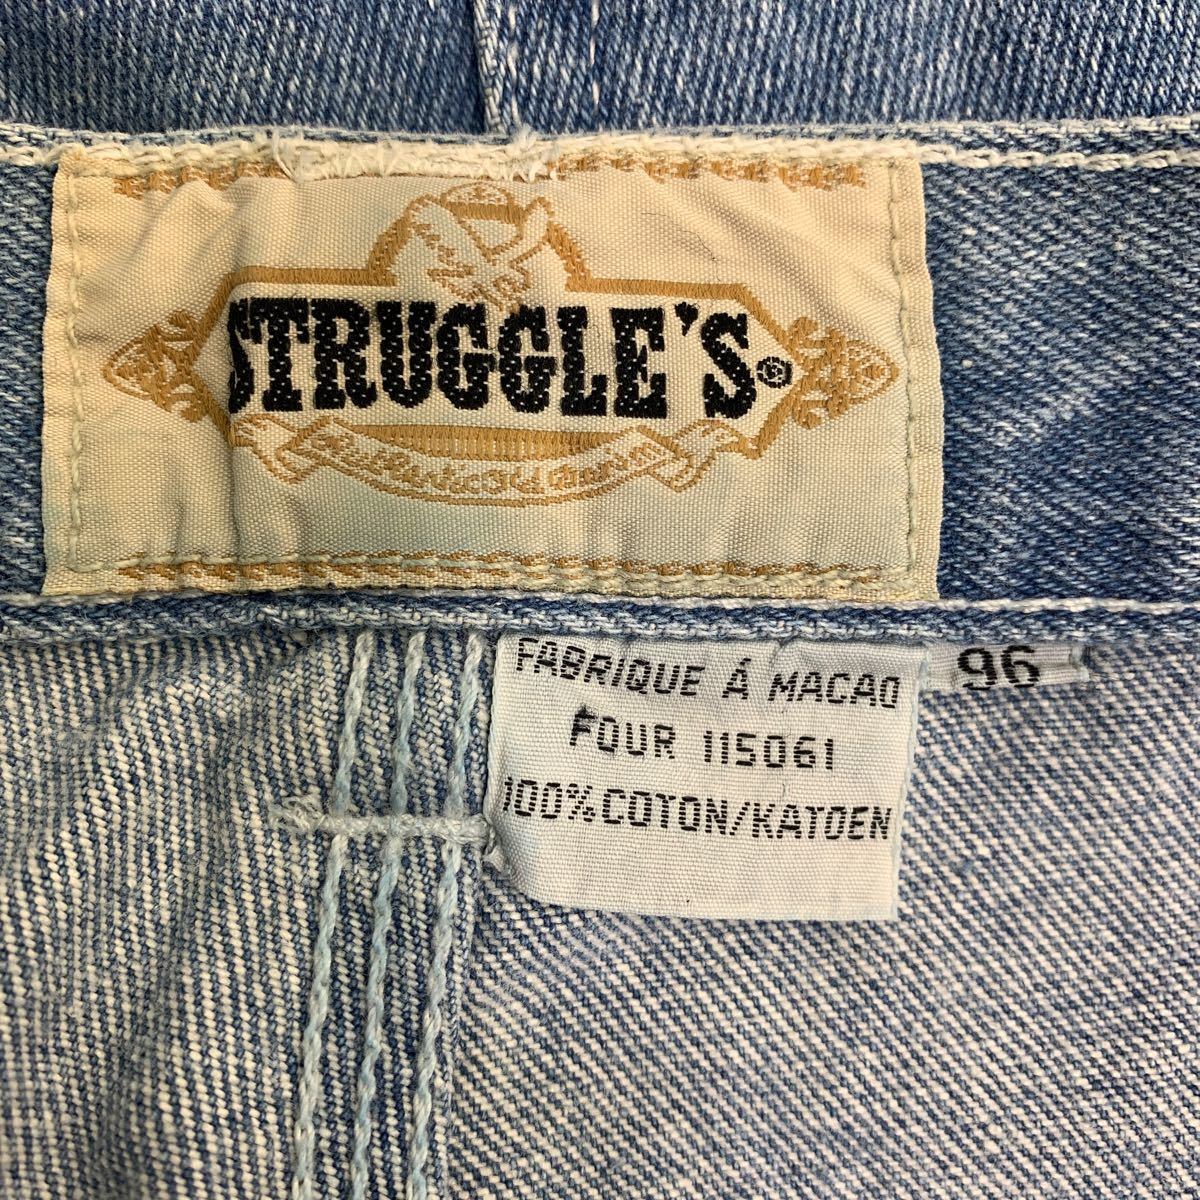 STRUGGLE'S®
FABRIQUE Á MACAO
96
FOUR 115061
100%COTON/KATOEN